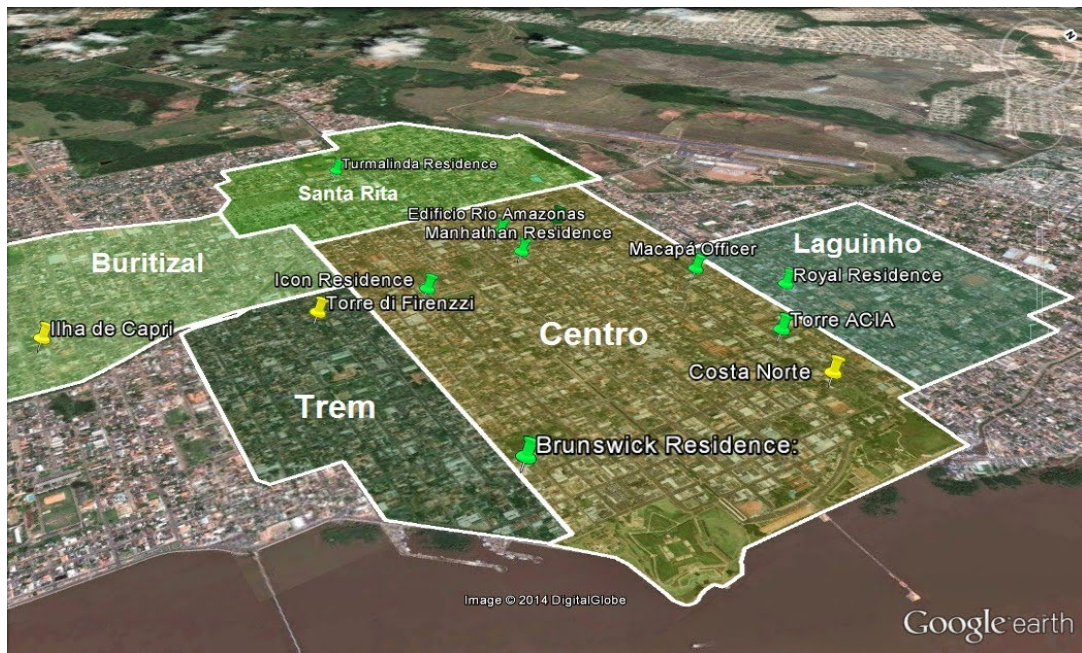 N
Turmalinda Residence
Santa Rita
Edificio Rio Amazonas
Manhathan Residence
Macapá Officer
Laguinho
Buritizal
Icon Residence
Royal Residence
Torre di Firenzzi
Ilha de Capri
Torre ACIA
Centro
Costa Norte
Trem
Brunswick Residence:
Image © 2014 DigitalGlobe
Google earth